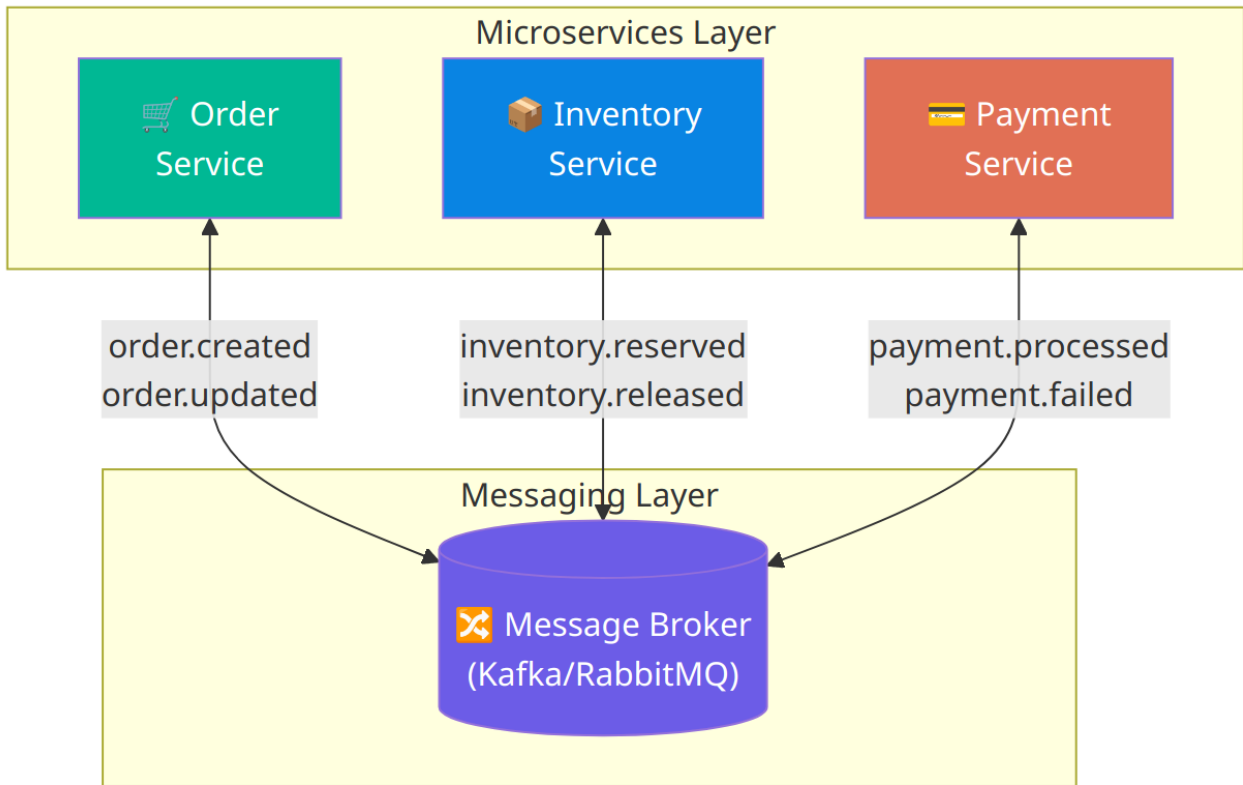 Microservices Layer
🛒 Order
Service
📦 Inventory
Service
💳 Payment
Service
order.created
order.updated
inventory.reserved
inventory.released
payment.processed
payment.failed
Messaging Layer
🔀 Message Broker
(Kafka/RabbitMQ)